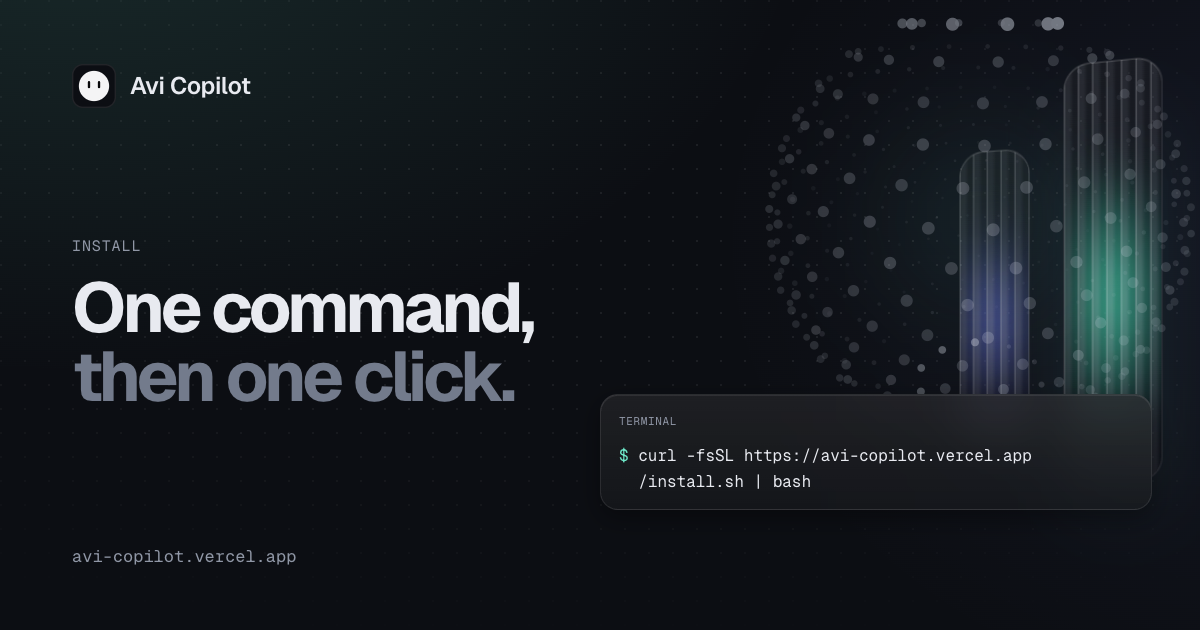 Avi Copilot
INSTALL
One command,
then one click.
TERMINAL
$ curl -fsSL https://avi-copilot.vercel.app
/install.sh | bash
avi-copilot.vercel.app